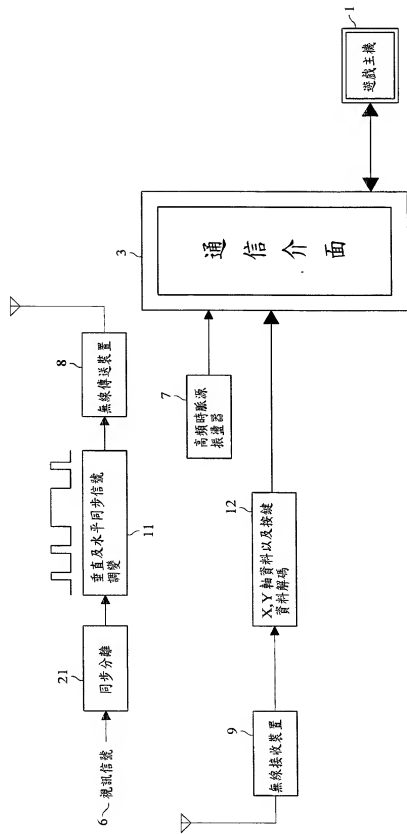 6
視訊信號
21
同步分離
11
垂直及水平同步信號
調變
8
無線傳送裝置
9
無線接收裝置
12
X,Y軸資料以及按鍵
資料解碼
7
高頻時脈源
振盪器
3
通信介面
1
遊戲主機